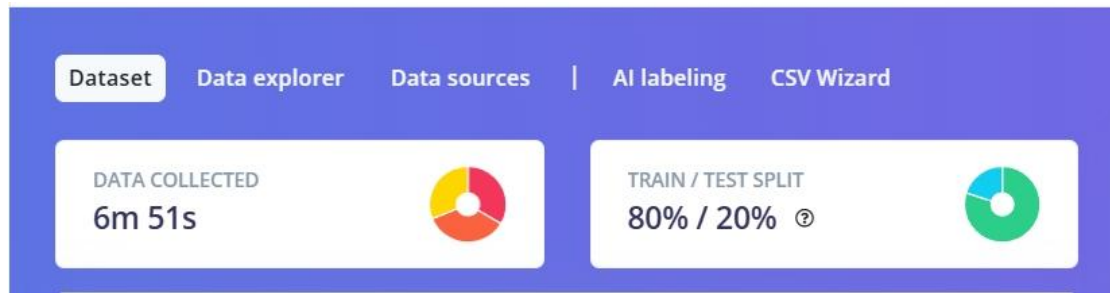 Dataset Data explorer Data sources | AI labeling CSV Wizard
DATA COLLECTED
6m 51s
TRAIN / TEST SPLIT
80% / 20% ?